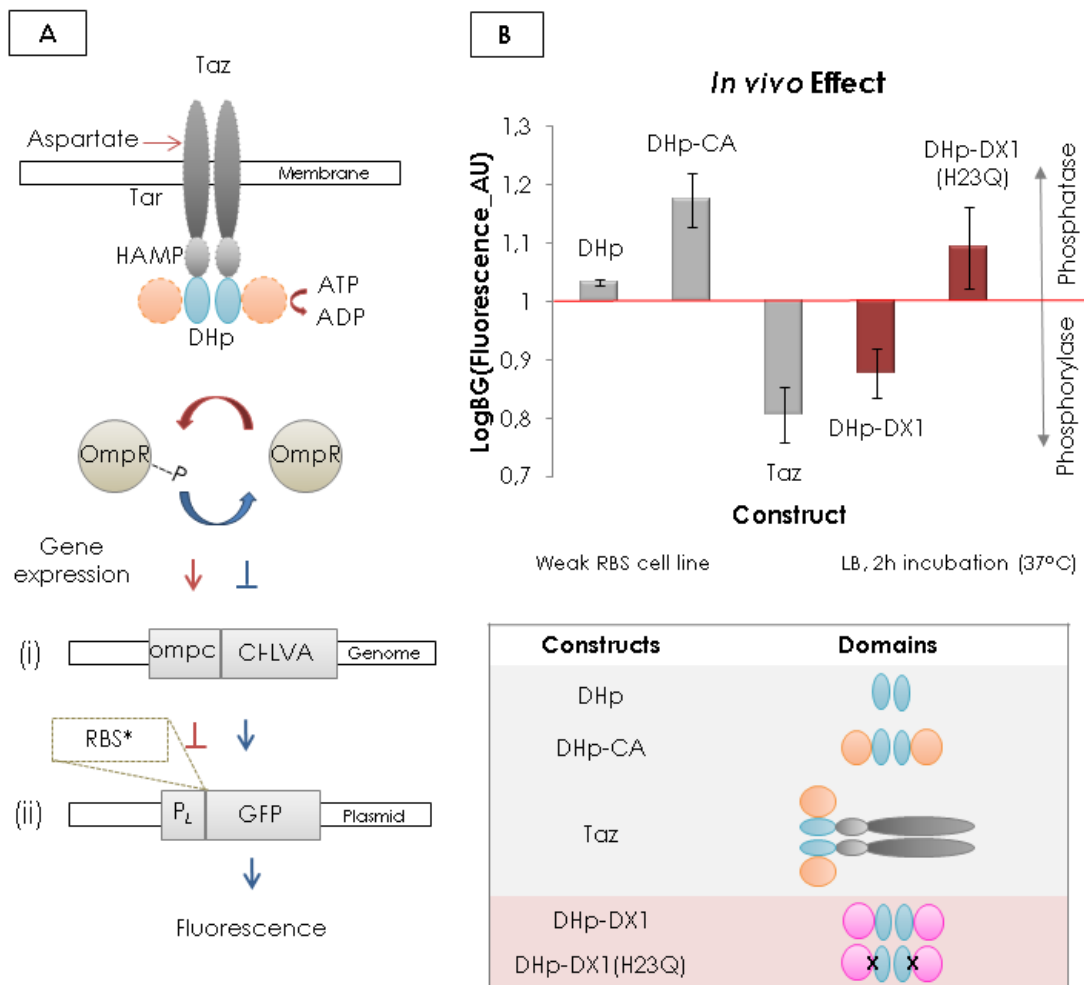 A
Taz
Aspartate
Membrane
Tar
HAMP
ATP
ADP
DHp
OmpR
P
OmpR
Gene
expression
(i)
ompc
CI-LVA
Genome
RBS*
(ii)
PL
GFP
Plasmid
Fluorescence
B
In vivo Effect
LogBG(Fluorescence_AU)
1,3
1,2
1,1
1
0,9
0,8
0,7
DHp
DHp-CA
Taz
DHp-DX1
DHp-DX1
(H23Q)
Phosphatase
Phosphorylase
Construct
Weak RBS cell line
LB, 2h incubation (37ºC)
Constructs Domains
DHp
DHp-CA
Taz
DHp-DX1
DHp-DX1(H23Q)
x x